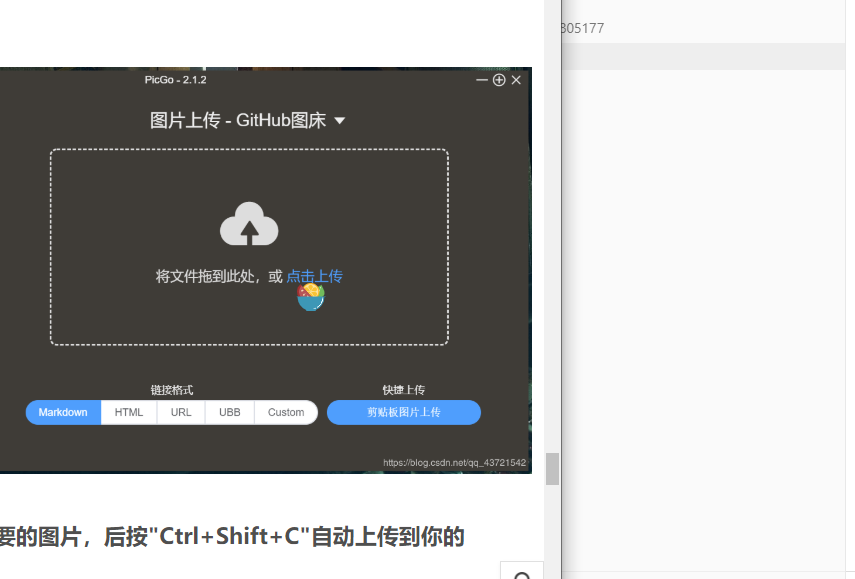 305177
PicGo - 2.1.2
图片上传 - GitHub图床
将文件拖到此处，或 点击上传
链接格式
快捷上传
Markdown HTML URL UBB Custom
剪贴板图片上传
https://blog.csdn.net/qq_43721542
要的图片，后按"Ctrl+Shift+C"自动上传到你的